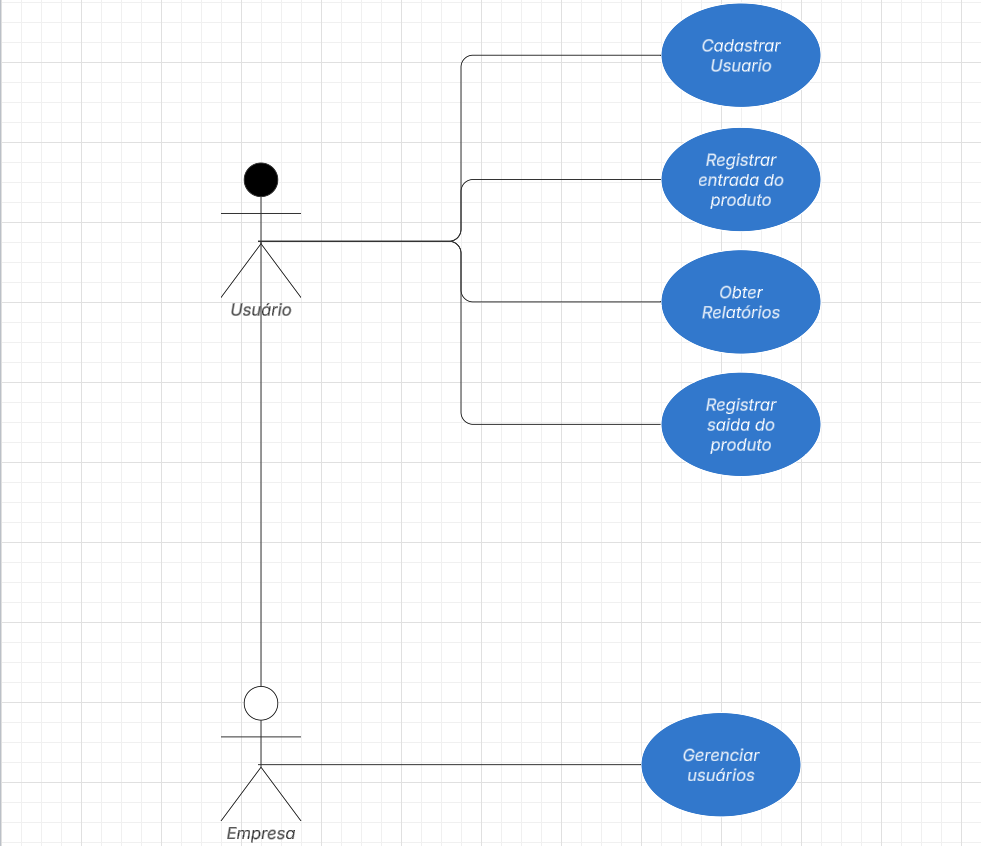 Cadastrar
Usuario
Registrar
entrada do
produto
Obter
Relatórios
Usuário
Registrar
saida do
produto
Gerenciar
usuários
Empresa